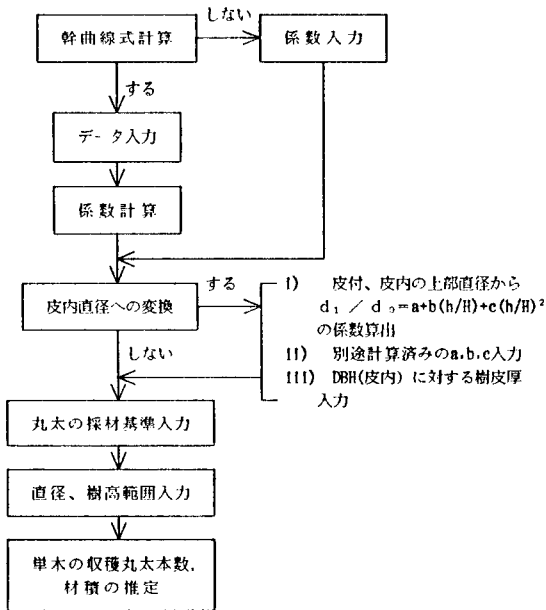 幹曲線式計算
しない
係数入力
する
データ入力
係数計算
皮内直径への変換
する
しない
i) 皮付、皮内の上部直径から
d₁ / d₀=a+b(h/H)+c(h/H)²
の係数算出
ii) 別途計算済みのa,b,c入力
iii) DBH(皮内) に対する樹皮厚
入力
丸太の採材基準入力
直径、樹高範囲入力
単木の収穫丸太本数,
材積の推定